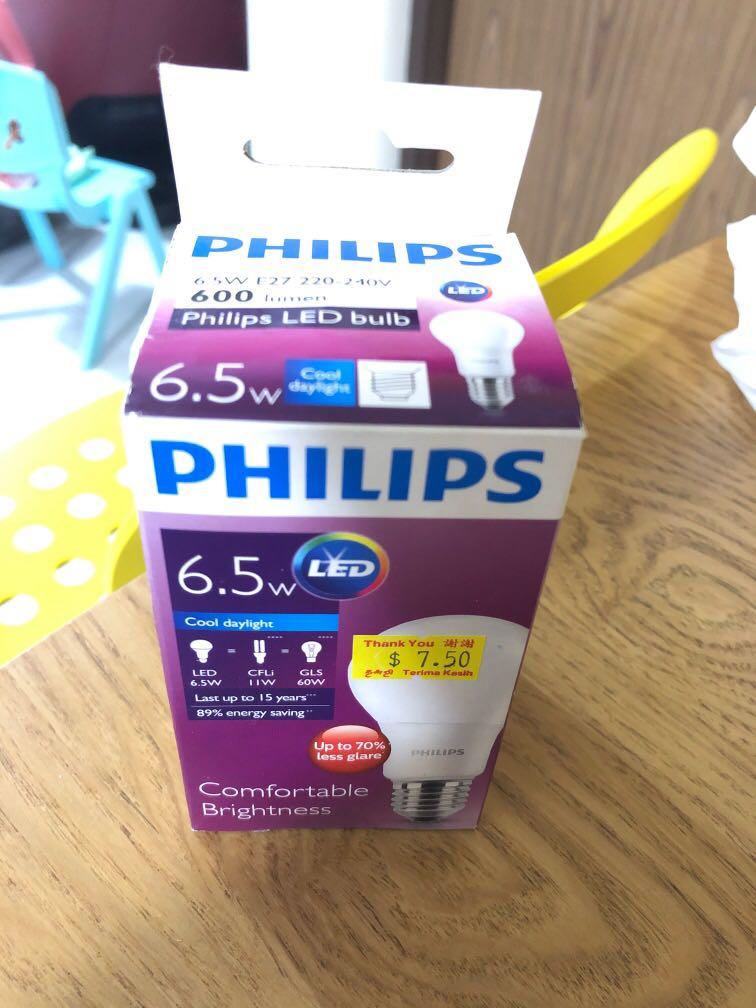 PHILIPS
6.5W E27 220-240V
600 lumen
LED
Philips LED bulb
6.5w
Cool
daylight
PHILIPS
6.5w
LED
Cool daylight
LED = CFLi = GLS
6.5W 11W 60W
Last up to 15 years***
89% energy saving**
Thank You 謝謝
$ 7.50
நன்றி Terima Kasih
Up to 70%
less glare*
PHILIPS
Comfortable
Brightness